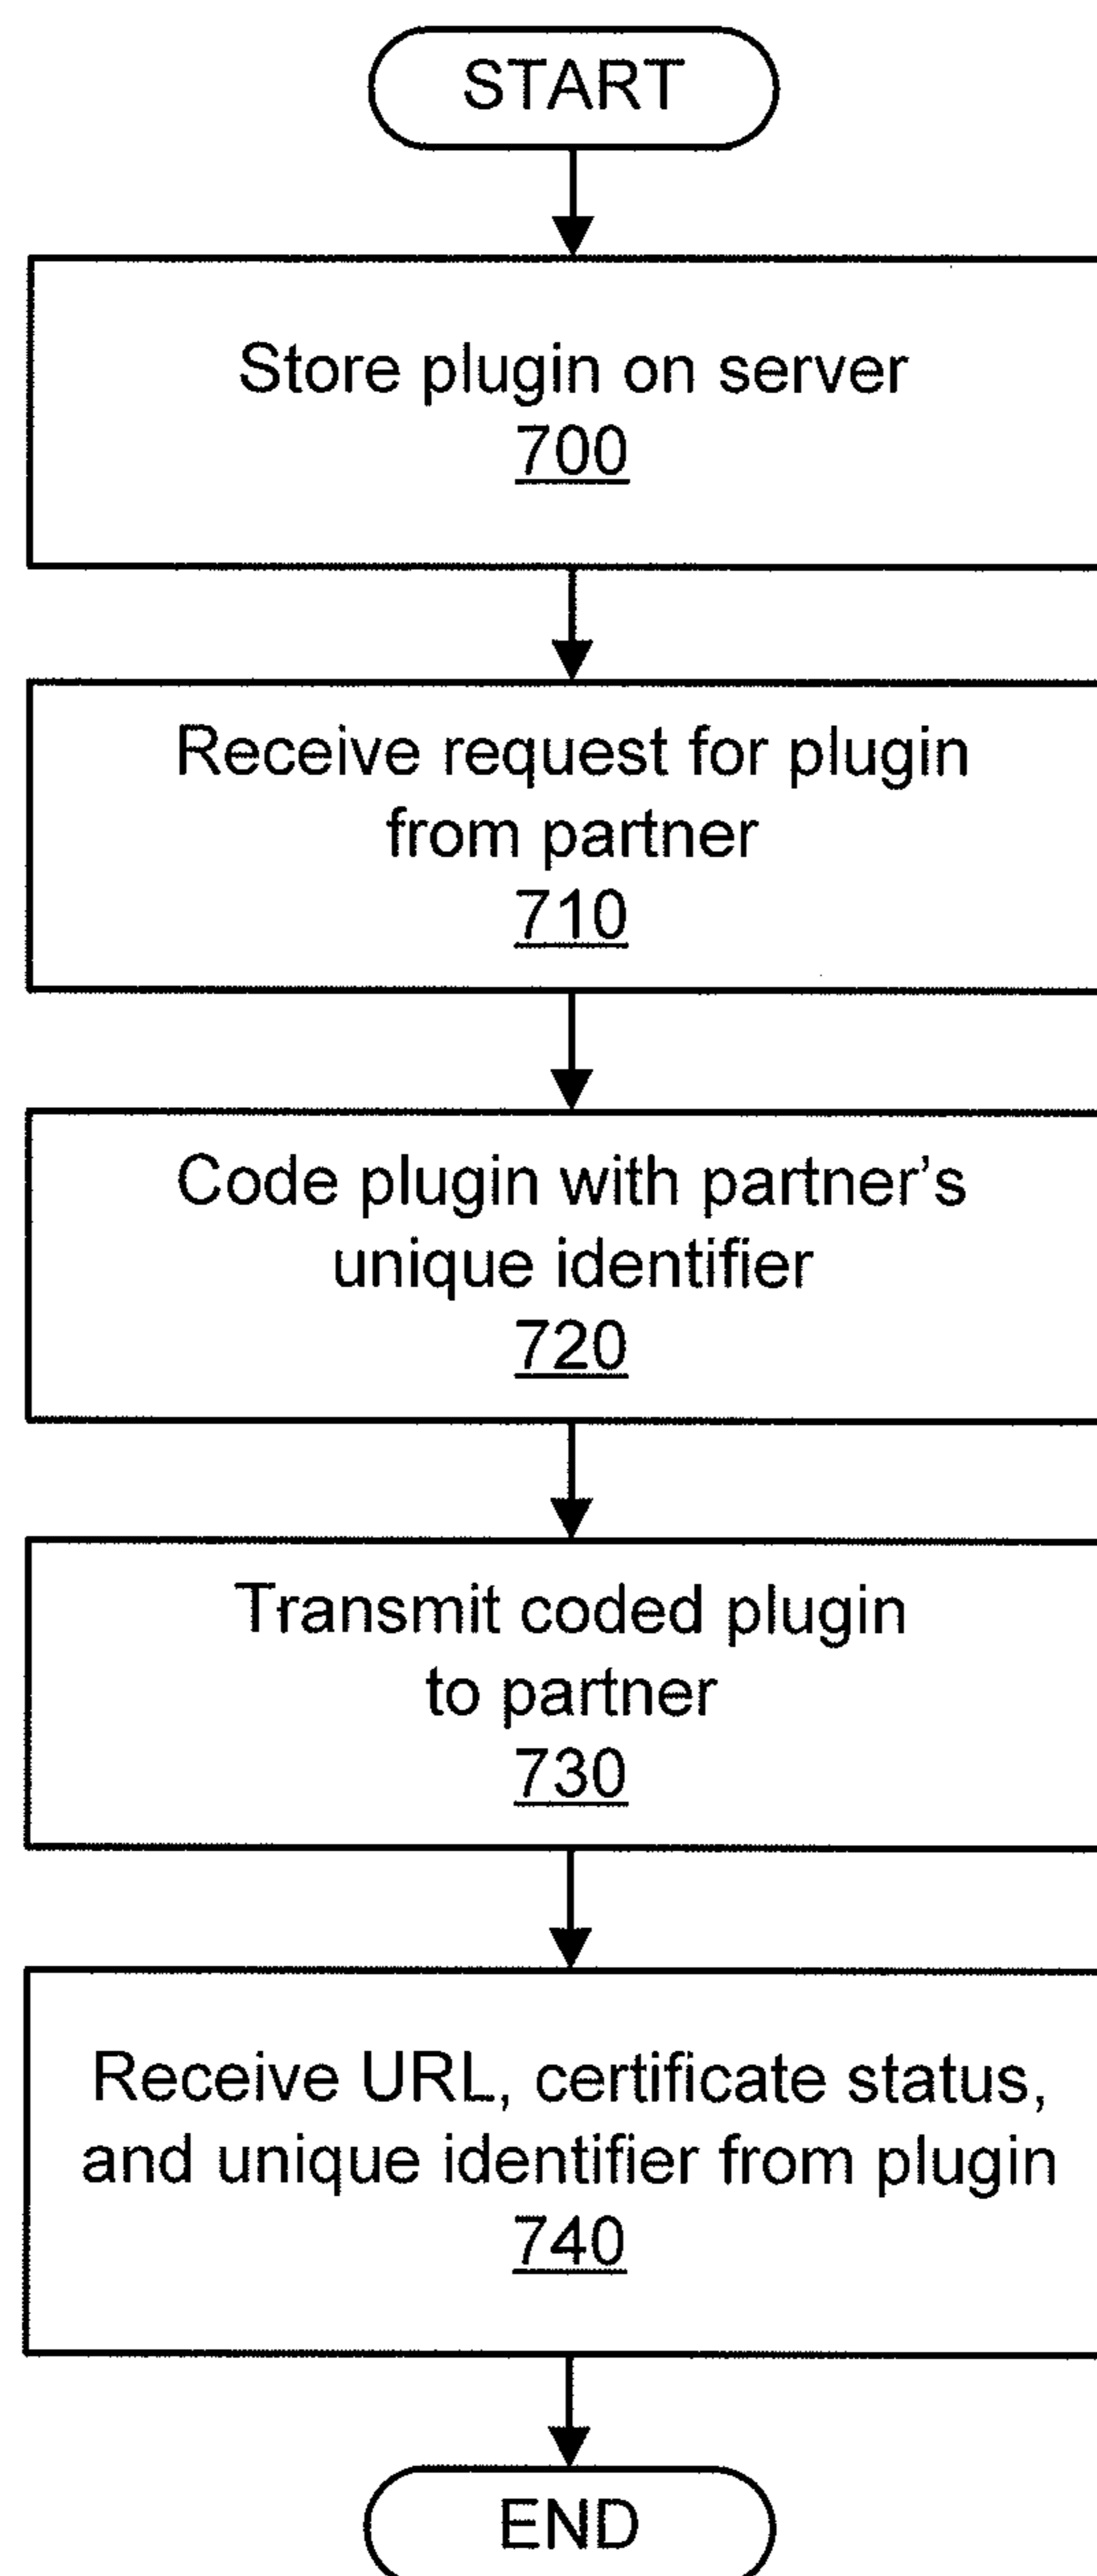 START
Store plugin on server
700
Receive request for plugin
from partner
710
Code plugin with partner’s
unique identifier
720
Transmit coded plugin
to partner
730
Receive URL, certificate status,
and unique identifier from plugin
740
END